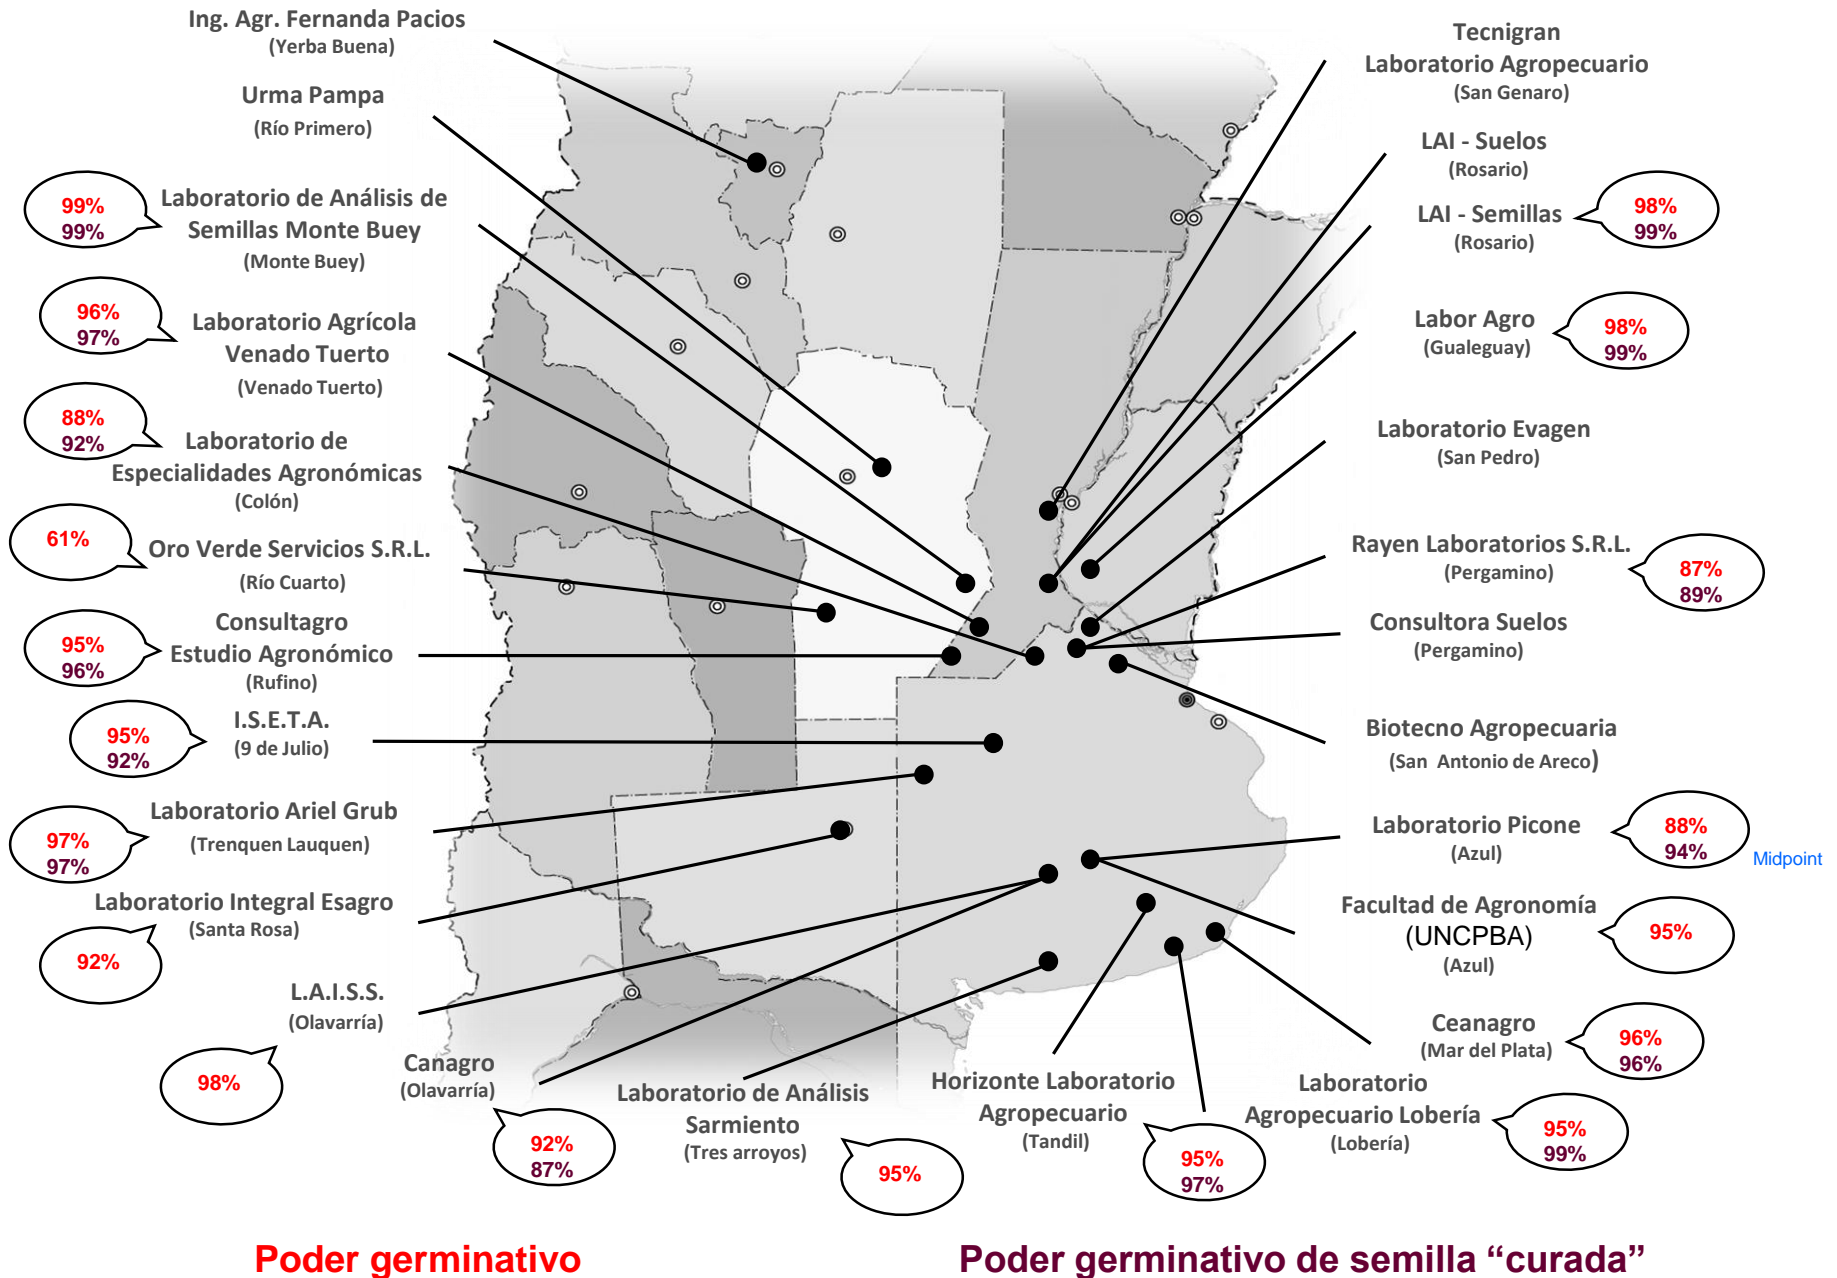 Ing. Agr. Fernanda Pacios
(Yerba Buena)
Urma Pampa
(Río Primero)
99%
99%
Laboratorio de Análisis de
Semillas Monte Buey
(Monte Buey)
96%
97%
Laboratorio Agrícola
Venado Tuerto
(Venado Tuerto)
88%
92%
Laboratorio de
Especialidades Agronómicas
(Colón)
61%
Oro Verde Servicios S.R.L.
(Río Cuarto)
95%
96%
Consultagro
Estudio Agronómico
(Rufino)
95%
92%
I.S.E.T.A.
(9 de Julio)
97%
97%
Laboratorio Ariel Grub
(Trenquen Lauquen)
Laboratorio Integral Esagro
(Santa Rosa)
92%
L.A.I.S.S.
(Olavarría)
98%
Canagro
(Olavarría)
92%
87%
Laboratorio de Análisis
Sarmiento
(Tres arroyos)
95%
Horizonte Laboratorio
Agropecuario
(Tandil)
95%
97%
Laboratorio
Agropecuario Lobería
(Lobería)
95%
99%
Tecnigran
Laboratorio Agropecuario
(San Genaro)
LAI - Suelos
(Rosario)
LAI - Semillas
(Rosario)
98%
99%
Labor Agro
(Gualeguay)
98%
99%
Laboratorio Evagen
(San Pedro)
Rayen Laboratorios S.R.L.
(Pergamino)
87%
89%
Consultora Suelos
(Pergamino)
Biotecno Agropecuaria
(San Antonio de Areco)
Laboratorio Picone
(Azul)
88%
94%
Midpoint
Facultad de Agronomía
(UNCPBA)
(Azul)
95%
Ceanagro
(Mar del Plata)
96%
96%
Poder germinativo
Poder germinativo de semilla “curada”